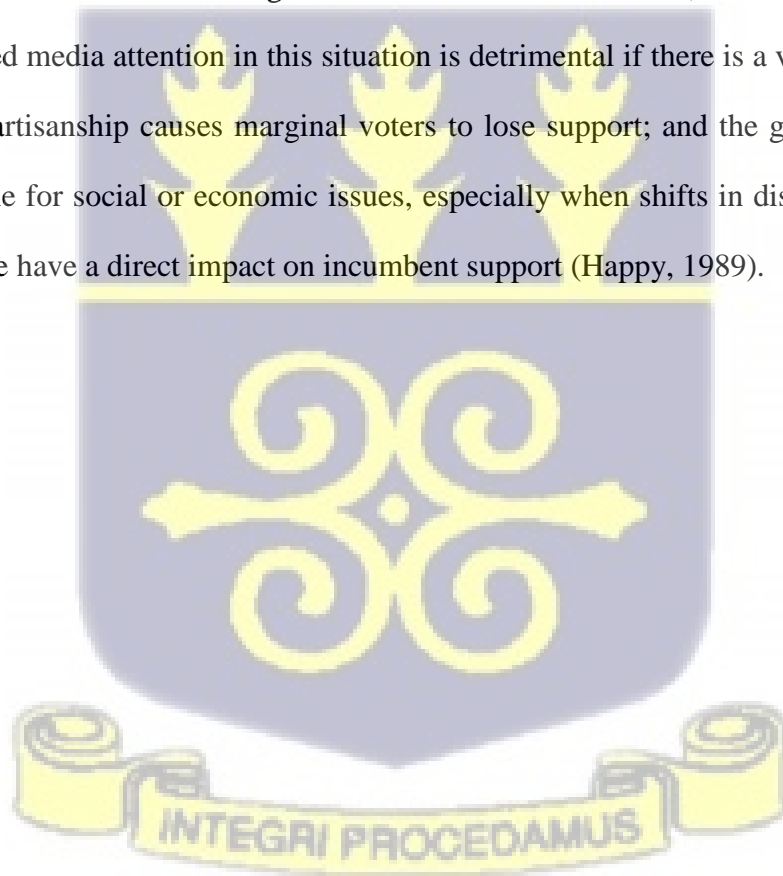 ed media attention in this situation is detrimental if there is a v
artisanship causes marginal voters to lose support; and the g
e for social or economic issues, especially when shifts in dis
e have a direct impact on incumbent support (Happy, 1989).
INTEGRI PROCEDAMUS